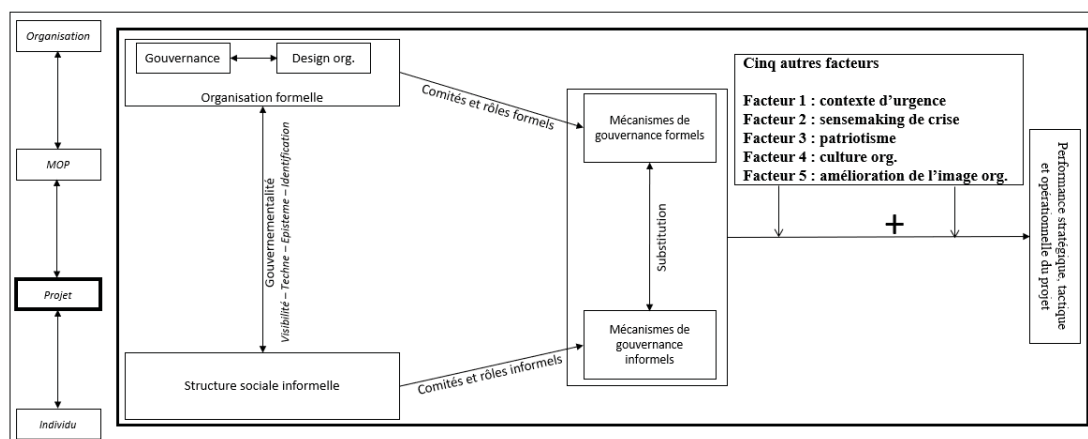 Organisation
MOP
Projet
Individu
Gouvernance
Design org.
Organisation formelle
Gouvernementalité
Visibilité – Techne – Episteme – Identification
Structure sociale informelle
Comités et rôles formels
Comités et rôles informels
Mécanismes de
gouvernance formels
Substitution
Mécanismes de
gouvernance
informels
Cinq autres facteurs
Facteur 1 : contexte d’urgence
Facteur 2 : sensemaking de crise
Facteur 3 : patriotisme
Facteur 4 : culture org.
Facteur 5 : amélioration de l’image org.
+
Performance stratégique, tactique
et opérationnelle du
projet